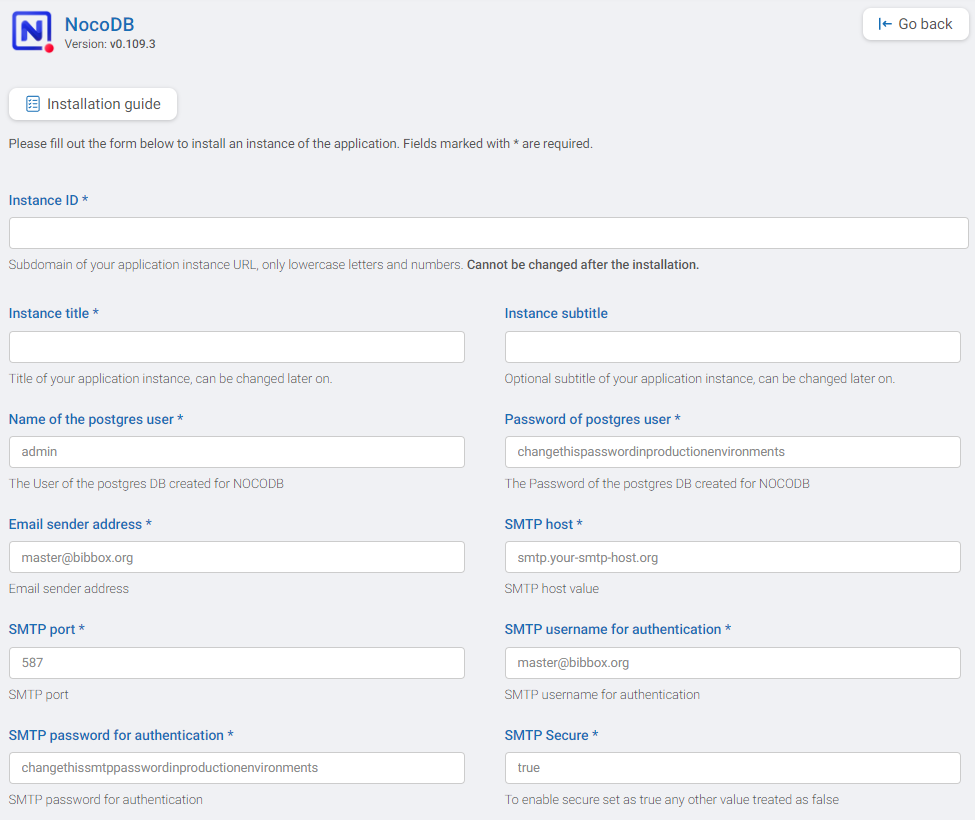 NocoDB
Version: v0.109.3
Go back
Installation guide
Please fill out the form below to install an instance of the application. Fields marked with * are required.
Instance ID *
Subdomain of your application instance URL, only lowercase letters and numbers. Cannot be changed after the installation.
Instance title *
Title of your application instance, can be changed later on.
Instance subtitle
Optional subtitle of your application instance, can be changed later on.
Name of the postgres user *
admin
The User of the postgres DB created for NOCODB
Password of postgres user *
changethispasswordinproductionenvironments
The Password of the postgres DB created for NOCODB
Email sender address *
master@bibbox.org
Email sender address
SMTP host *
smtp.your-smtp-host.org
SMTP host value
SMTP port *
587
SMTP port
SMTP username for authentication *
master@bibbox.org
SMTP username for authentication
SMTP password for authentication *
changethissmtppasswordinproductionenvironments
SMTP password for authentication
SMTP Secure *
true
To enable secure set as true any other value treated as false